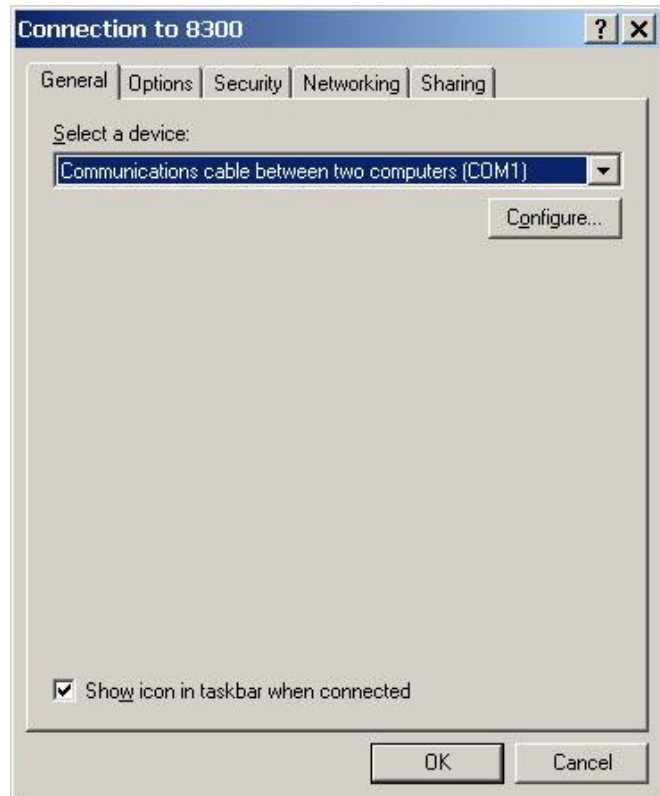 Connection to 8300
General Options Security Networking Sharing
Select a device:
Communications cable between two computers (COM1)
Configure...
Show icon in taskbar when connected
OK Cancel